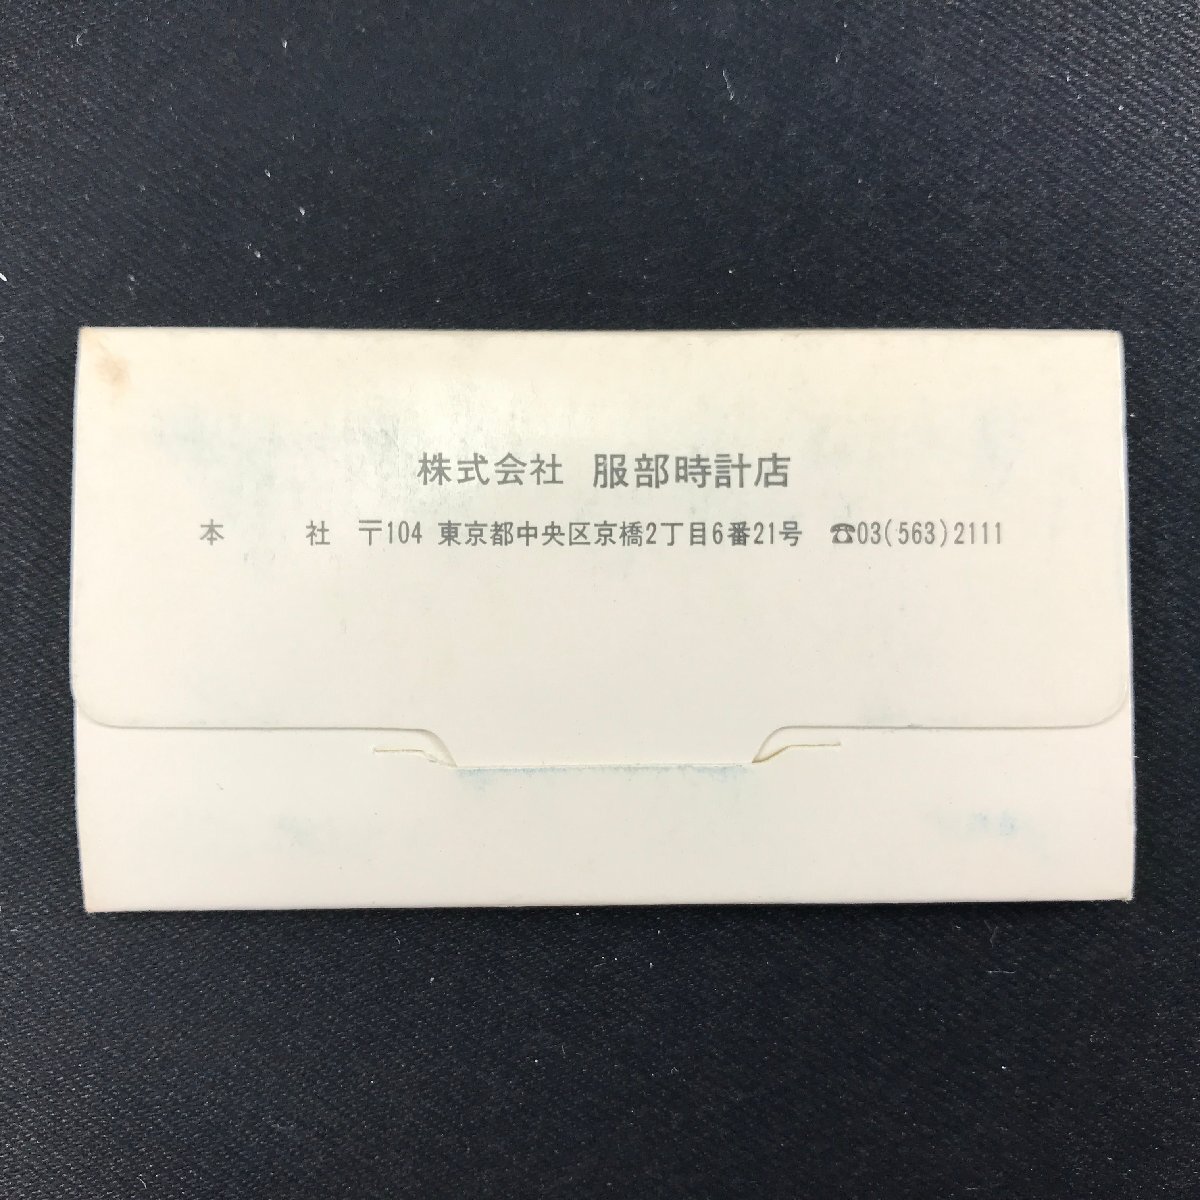 株式会社 服部時計店
本 社 〒104 東京都中央区京橋2丁目6番21号 ☎03(563)2111